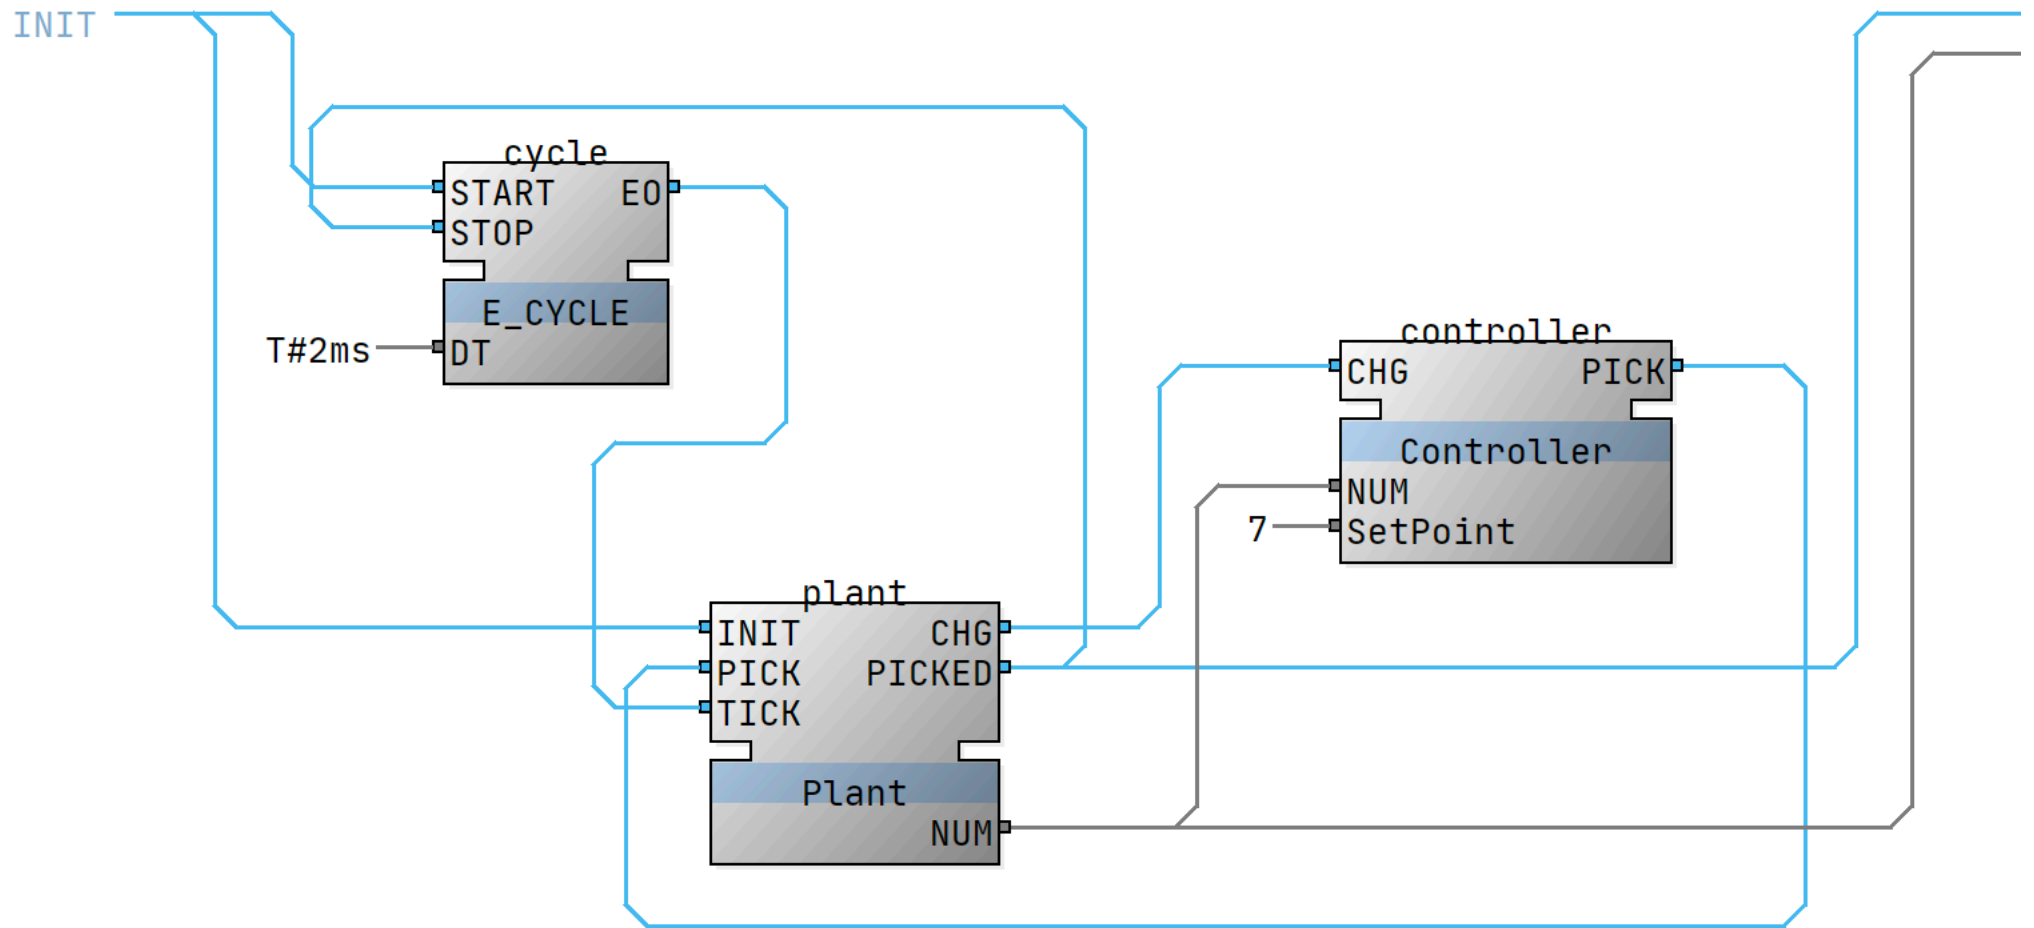 INIT
cycle
START EO
STOP
E_CYCLE
T#2ms DT
controller
CHG PICK
Controller
NUM
7 SetPoint
plant
INIT CHG
PICK PICKED
TICK
Plant
NUM